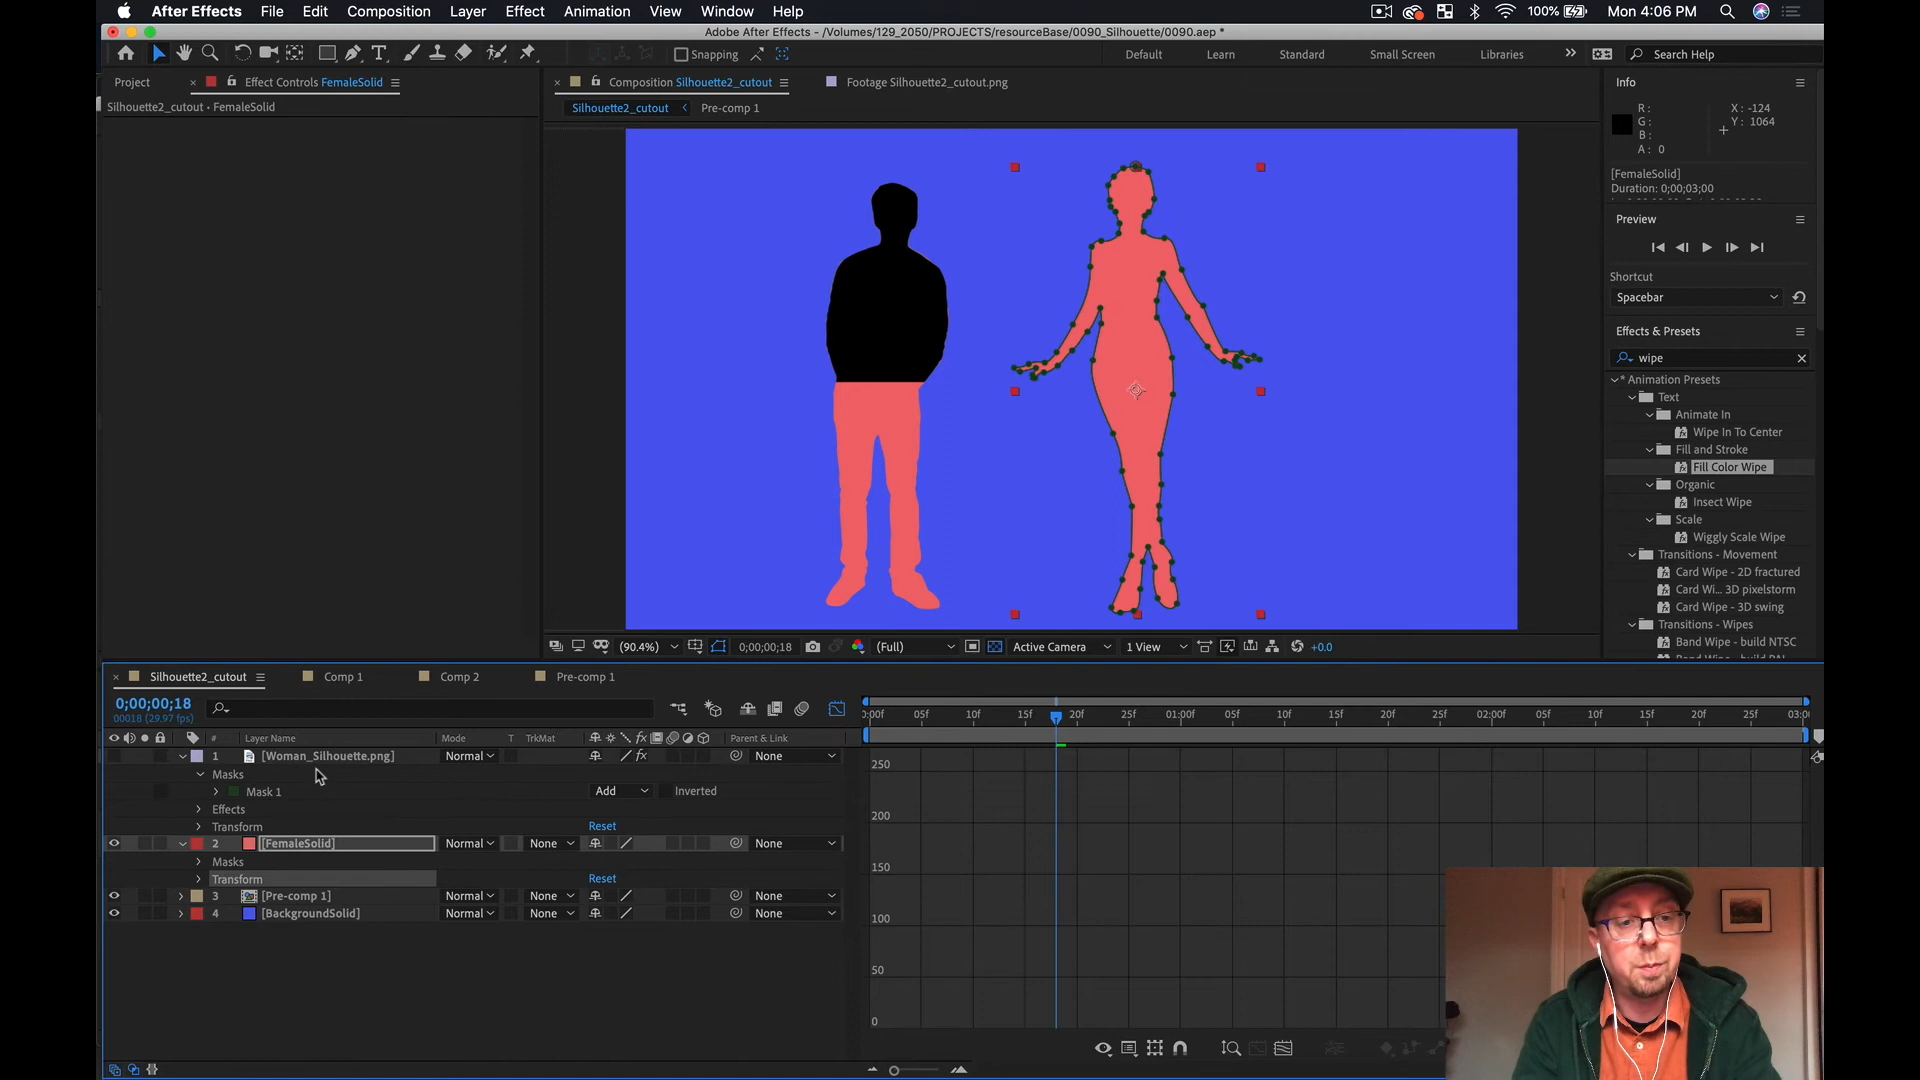 After Effects File Edit Composition Layer Effect Animation View Window Help 100% Mon 4:06 PM
Adobe After Effects - /Volumes/129_2050/PROJECTS/resourceBase/0090_Silhouette/0090.aep *
Snapping Default Learn Standard Small Screen Libraries Search Help
Project Effect Controls FemaleSolid Composition Silhouette2_cutout Footage Silhouette2_cutout.png Info
Silhouette2_cutout • FemaleSolid Silhouette2_cutout Pre-comp 1
R: X: -124
G: Y: 1064
B:
A: 0
[FemaleSolid]
Duration: 0;00;03;00
Preview
Shortcut
Spacebar
Effects & Presets
wipe
* Animation Presets
Text
Animate In
Wipe In To Center
Fill and Stroke
Fill Color Wipe
Organic
Insect Wipe
Scale
Wiggly Scale Wipe
Transitions - Movement
Card Wipe - 2D fractured
Card Wi... 3D pixelstorm
Card Wipe - 3D swing
Transitions - Wipes
Band Wipe - build NTSC
(90.4%) 0;00;00;18 (Full) Active Camera 1 View +0.0
Silhouette2_cutout Comp 1 Comp 2 Pre-comp 1
0;00;00;18
00018 (29.97 fps)
:00f 05f 10f 15f 20f 25f 01:00f 05f 10f 15f 20f 25f 02:00f 05f 10f 15f 20f 25f 03:0
# Layer Name Mode T TrkMat Parent & Link
1 [Woman_Silhouette.png] Normal None
Masks
Mask 1 Add Inverted
Effects
Transform Reset
2 [FemaleSolid] Normal None None
Masks
Transform Reset
3 [Pre-comp 1] Normal None None
4 [BackgroundSolid] Normal None None
250
200
150
100
50
0